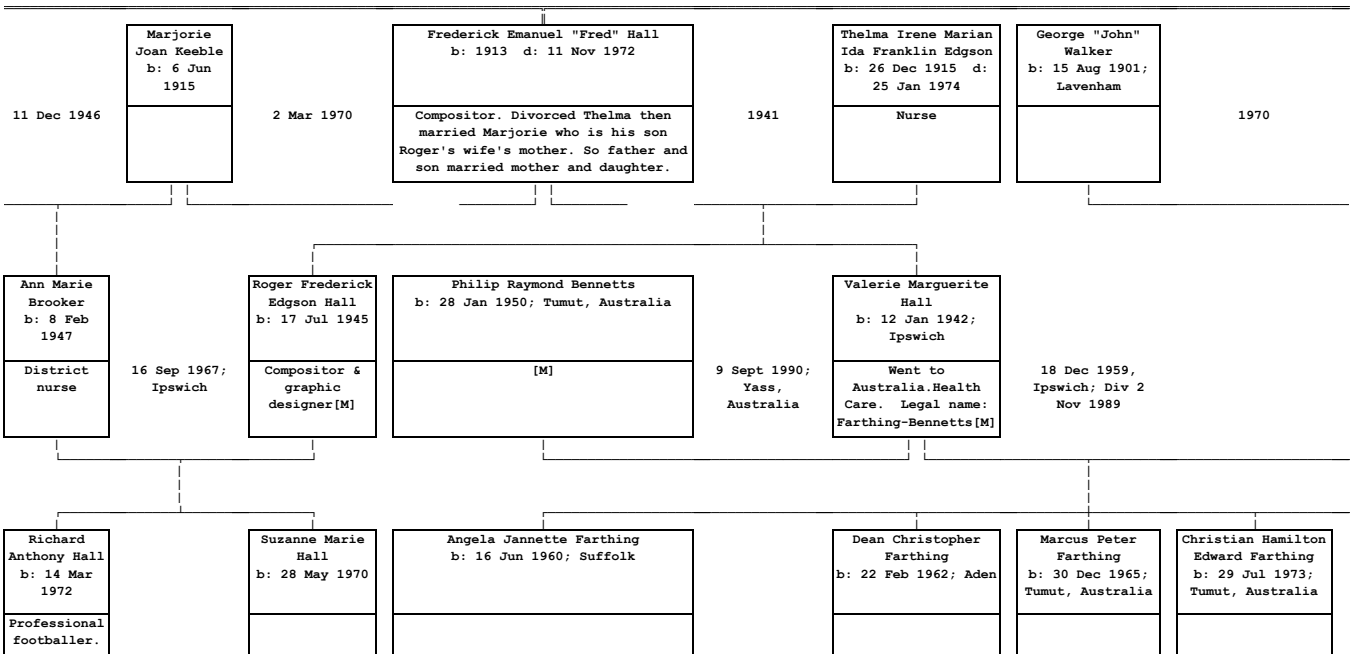 Marjorie
Joan Keeble
b: 6 Jun
1915
Frederick Emanuel "Fred" Hall
b: 1913 d: 11 Nov 1972
Thelma Irene Marian
Ida Franklin Edgson
b: 26 Dec 1915 d:
25 Jan 1974
George "John"
Walker
b: 15 Aug 1901;
Lavenham
11 Dec 1946
2 Mar 1970
Compositor. Divorced Thelma then
married Marjorie who is his son
Roger's wife's mother. So father and
son married mother and daughter.
1941
Nurse
1970
Ann Marie
Brooker
b: 8 Feb
1947
Roger Frederick
Edgson Hall
b: 17 Jul 1945
Philip Raymond Bennetts
b: 28 Jan 1950; Tumut, Australia
Valerie Marguerite
Hall
b: 12 Jan 1942;
Ipswich
District
nurse
16 Sep 1967;
Ipswich
Compositor &
graphic
designer[M]
[M]
9 Sept 1990;
Yass,
Australia
Went to
Australia.Health
Care. Legal name:
Farthing-Bennetts[M]
18 Dec 1959,
Ipswich; Div 2
Nov 1989
Richard
Anthony Hall
b: 14 Mar
1972
Suzanne Marie
Hall
b: 28 May 1970
Angela Jannette Farthing
b: 16 Jun 1960; Suffolk
Dean Christopher
Farthing
b: 22 Feb 1962; Aden
Marcus Peter
Farthing
b: 30 Dec 1965;
Tumut, Australia
Christian Hamilton
Edward Farthing
b: 29 Jul 1973;
Tumut, Australia
Professional
footballer.